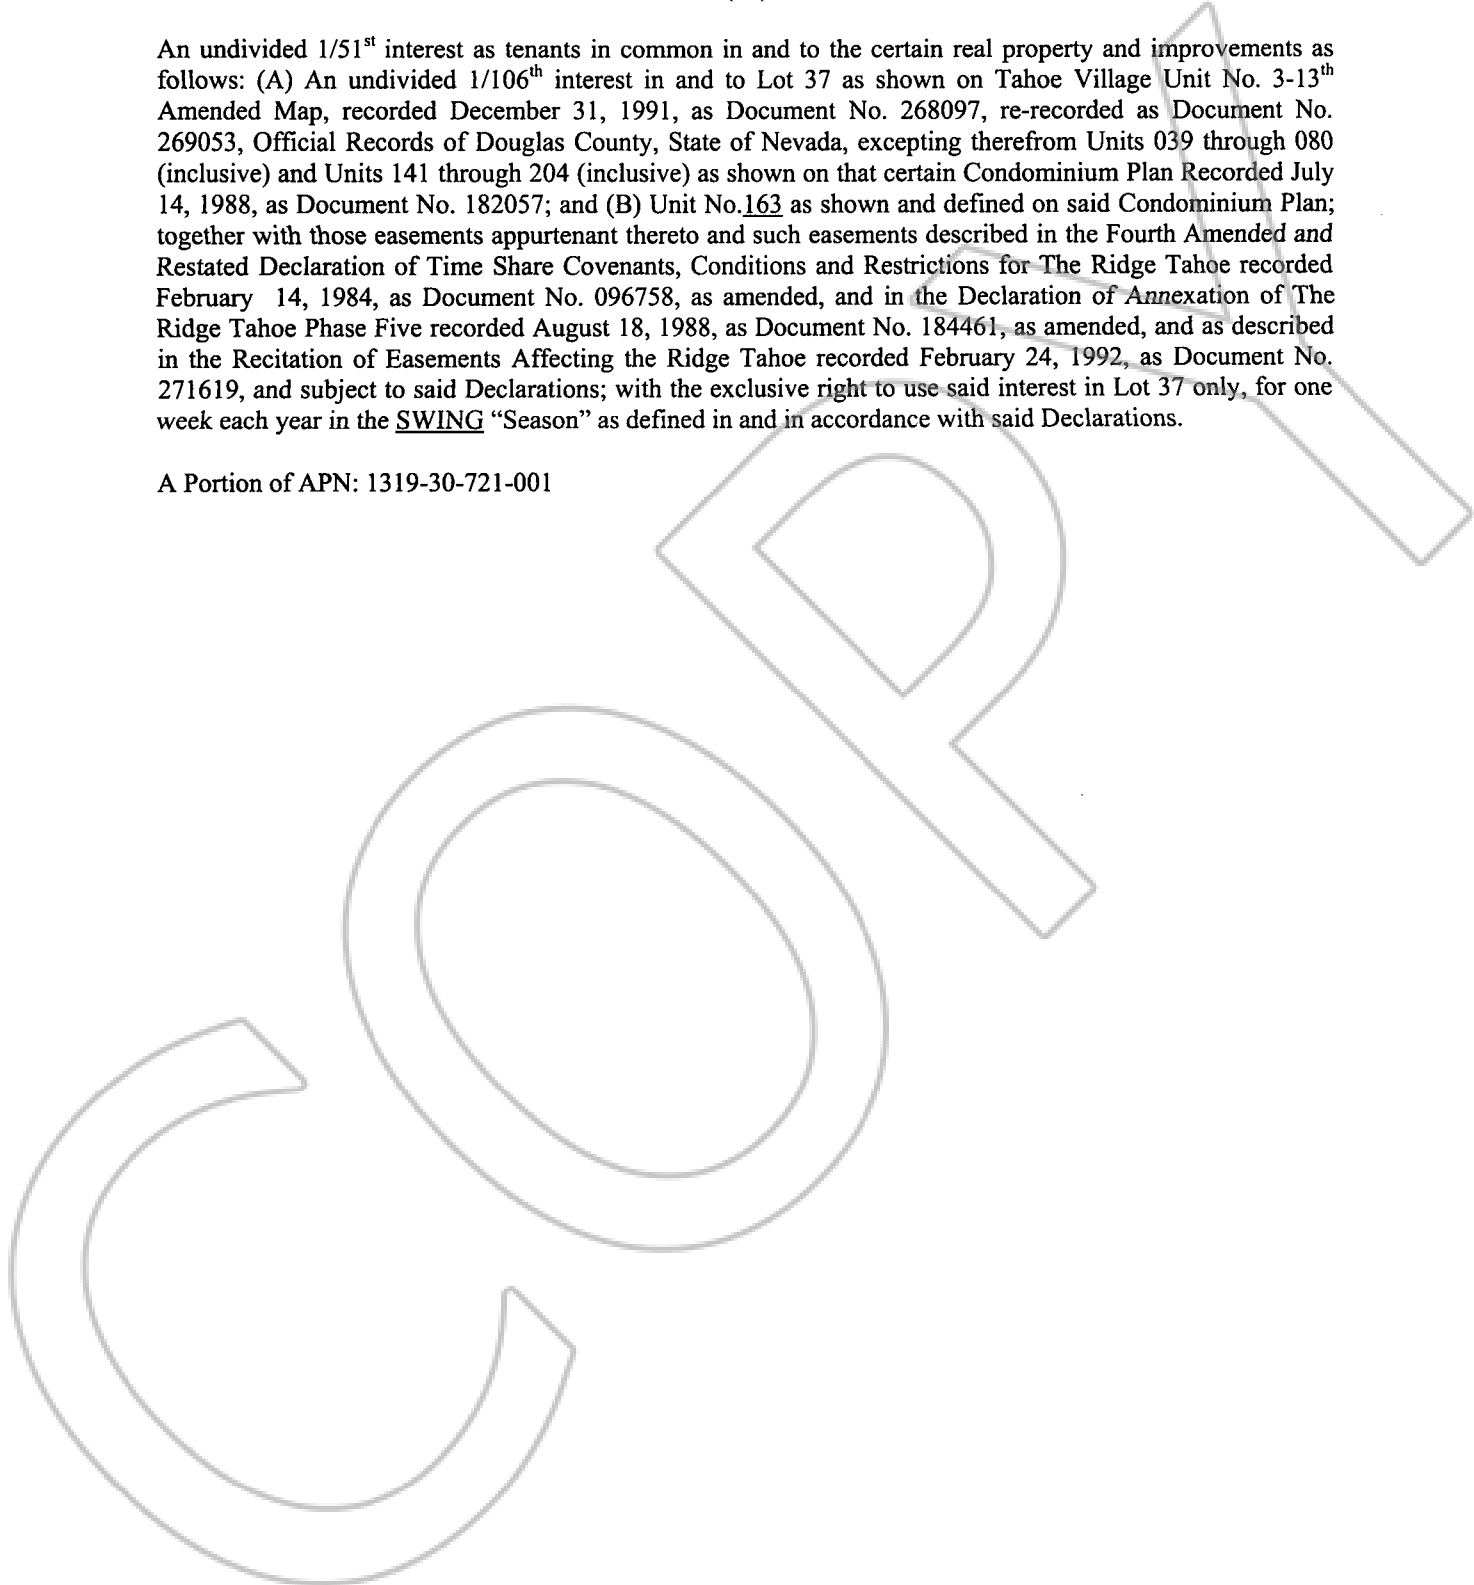 An undivided 1/51st interest as tenants in common in and to the certain real property and improvements as
follows: (A) An undivided 1/106th interest in and to Lot 37 as shown on Tahoe Village Unit No. 3-13th
Amended Map, recorded December 31, 1991, as Document No. 268097, re-recorded as Document No.
269053, Official Records of Douglas County, State of Nevada, excepting therefrom Units 039 through 080
(inclusive) and Units 141 through 204 (inclusive) as shown on that certain Condominium Plan Recorded July
14, 1988, as Document No. 182057; and (B) Unit No.163 as shown and defined on said Condominium Plan;
together with those easements appurtenant thereto and such easements described in the Fourth Amended and
Restated Declaration of Time Share Covenants, Conditions and Restrictions for The Ridge Tahoe recorded
February 14, 1984, as Document No. 096758, as amended, and in the Declaration of Annexation of The
Ridge Tahoe Phase Five recorded August 18, 1988, as Document No. 184461, as amended, and as described
in the Recitation of Easements Affecting the Ridge Tahoe recorded February 24, 1992, as Document No.
271619, and subject to said Declarations; with the exclusive right to use said interest in Lot 37 only, for one
week each year in the SWING “Season” as defined in and in accordance with said Declarations.
A Portion of APN: 1319-30-721-001
COPY